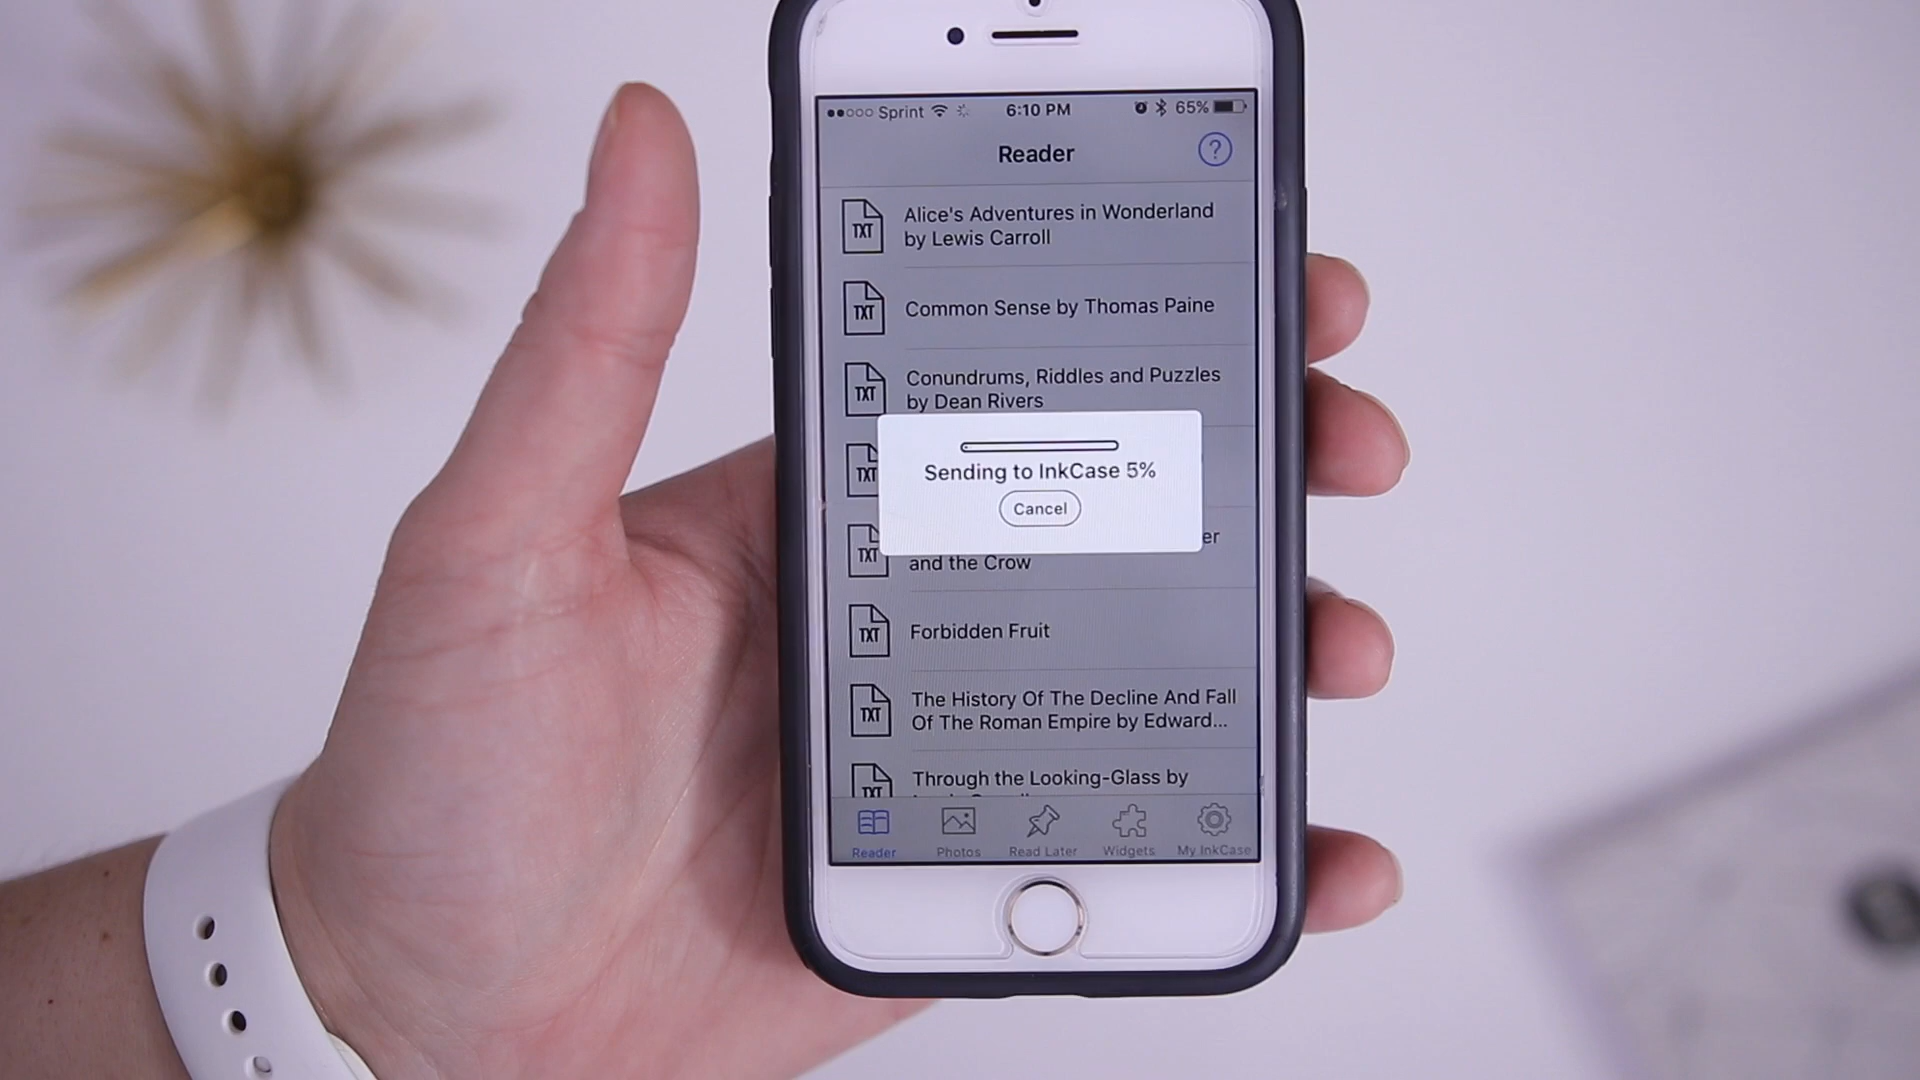 Sprint 6:10 PM 65%
Reader ?
TXT Alice's Adventures in Wonderland
by Lewis Carroll
TXT Common Sense by Thomas Paine
TXT Conundrums, Riddles and Puzzles
by Dean Rivers
TXT
Sending to InkCase 5%
Cancel
TXT er
and the Crow
TXT Forbidden Fruit
TXT The History Of The Decline And Fall
Of The Roman Empire by Edward...
TXT Through the Looking-Glass by
Reader Photos Read Later Widgets My InkCase